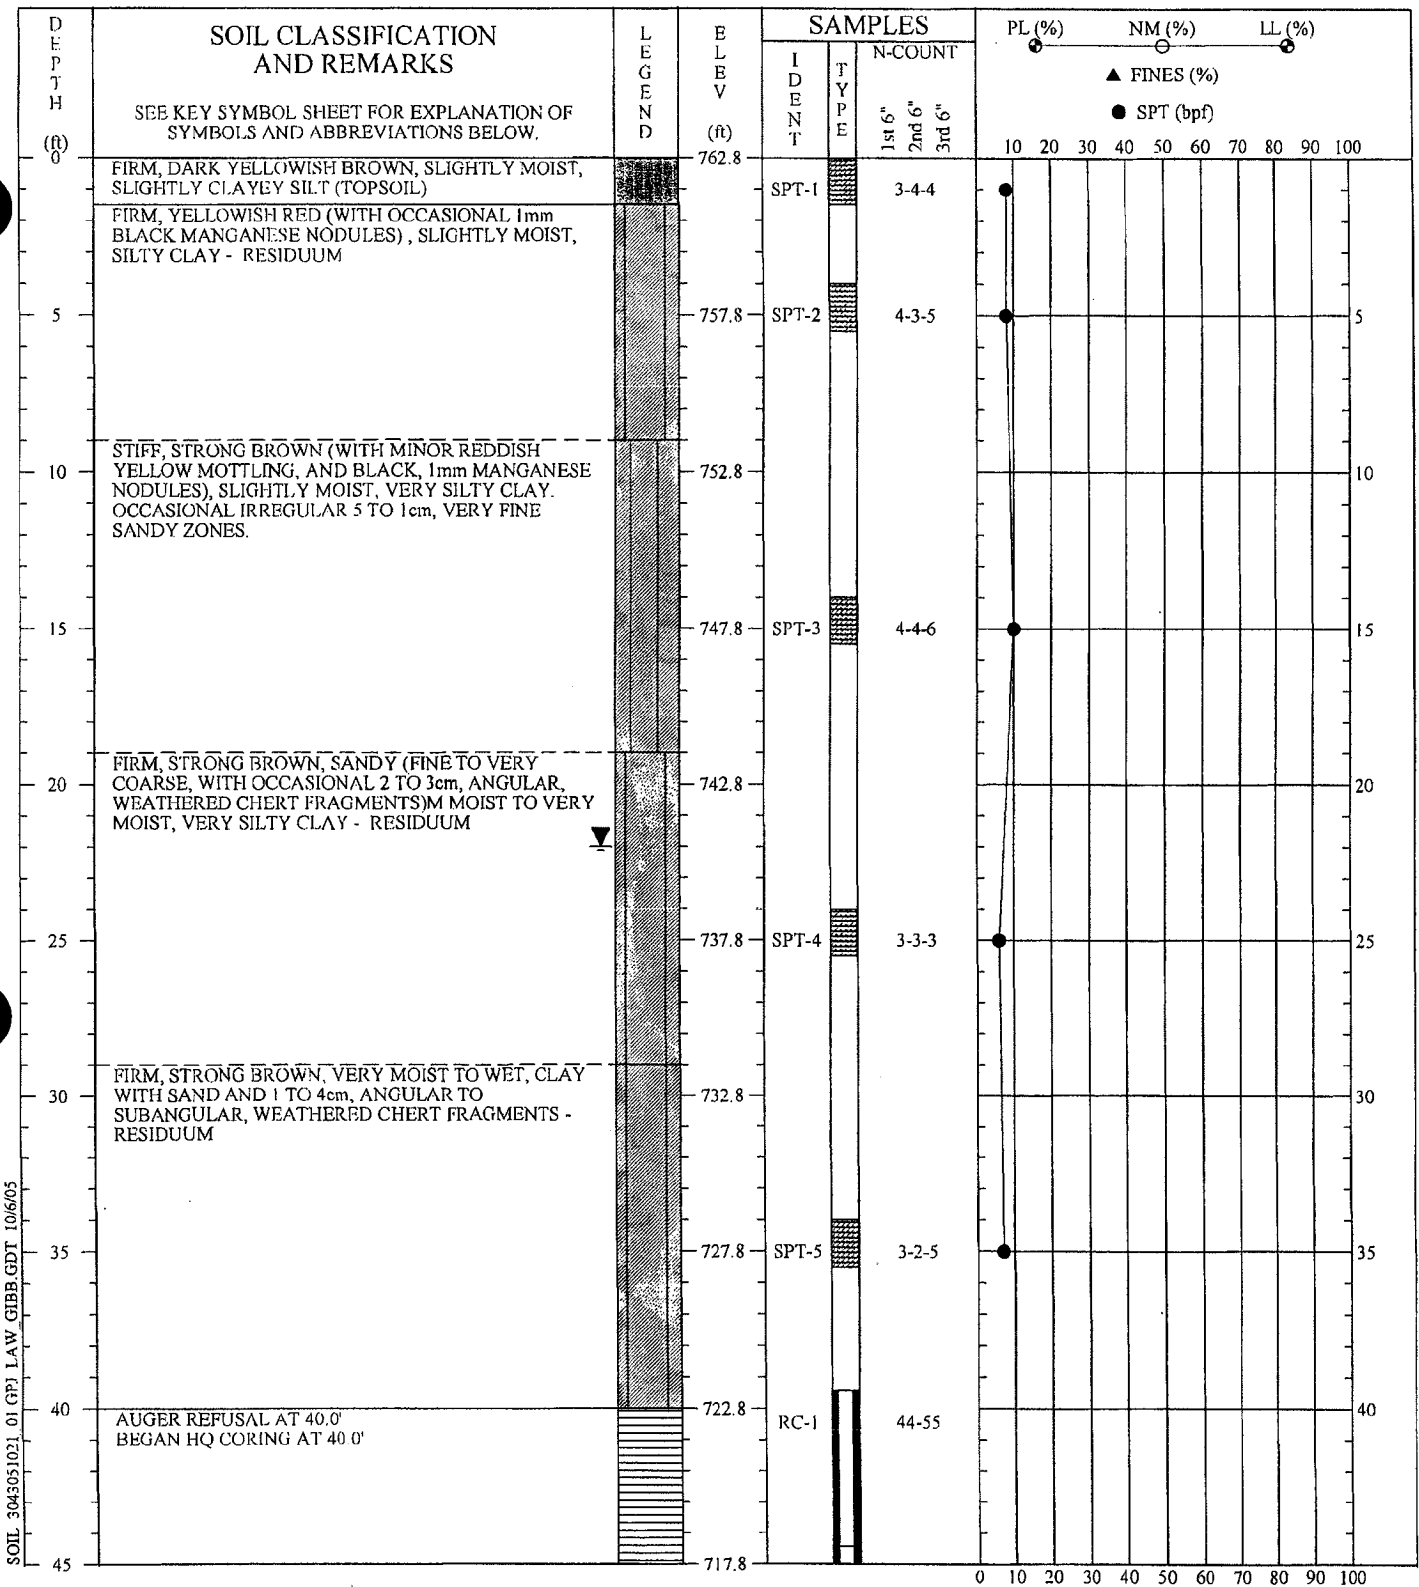 DEPTH (ft)
SOIL CLASSIFICATION
AND REMARKS
SEE KEY SYMBOL SHEET FOR EXPLANATION OF
SYMBOLS AND ABBREVIATIONS BELOW.
LEGEND
ELEV (ft)
SAMPLES
IDENT
TYPE
N-COUNT
1st 6"
2nd 6"
3rd 6"
PL (%) NM (%) LL (%)
▲ FINES (%)
● SPT (bpf)
10 20 30 40 50 60 70 80 90 100
0
FIRM, DARK YELLOWISH BROWN, SLIGHTLY MOIST,
SLIGHTLY CLAYEY SILT (TOPSOIL)
762.8
SPT-1 3-4-4
FIRM, YELLOWISH RED (WITH OCCASIONAL 1mm
BLACK MANGANESE NODULES) , SLIGHTLY MOIST,
SILTY CLAY - RESIDUUM
5 757.8 SPT-2 4-3-5 5
STIFF, STRONG BROWN (WITH MINOR REDDISH
YELLOW MOTTLING, AND BLACK, 1mm MANGANESE
NODULES), SLIGHTLY MOIST, VERY SILTY CLAY.
OCCASIONAL IRREGULAR 5 TO 1cm, VERY FINE
SANDY ZONES.
10 752.8 10
15 747.8 SPT-3 4-4-6 15
FIRM, STRONG BROWN, SANDY (FINE TO VERY
COARSE, WITH OCCASIONAL 2 TO 3cm, ANGULAR,
WEATHERED CHERT FRAGMENTS)M MOIST TO VERY
MOIST, VERY SILTY CLAY - RESIDUUM
20 742.8 20
25 737.8 SPT-4 3-3-3 25
FIRM, STRONG BROWN, VERY MOIST TO WET, CLAY
WITH SAND AND 1 TO 4cm, ANGULAR TO
SUBANGULAR, WEATHERED CHERT FRAGMENTS -
RESIDUUM
30 732.8 30
35 727.8 SPT-5 3-2-5 35
AUGER REFUSAL AT 40.0'
BEGAN HQ CORING AT 40.0'
40 722.8 RC-1 44-55 40
45 717.8
0 10 20 30 40 50 60 70 80 90 100
SOIL 3043051021 01 GPJ LAW GIBB.GDT 10/6/05